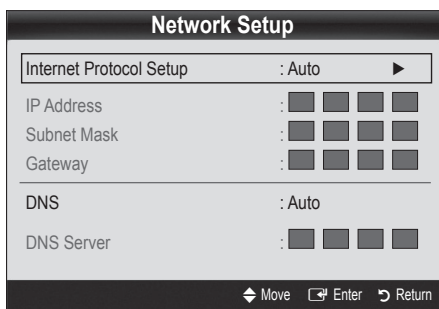 Network Setup
Internet Protocol Setup : Auto ►
IP Address :
Subnet Mask :
Gateway :
DNS : Auto
DNS Server :
Move Enter Return